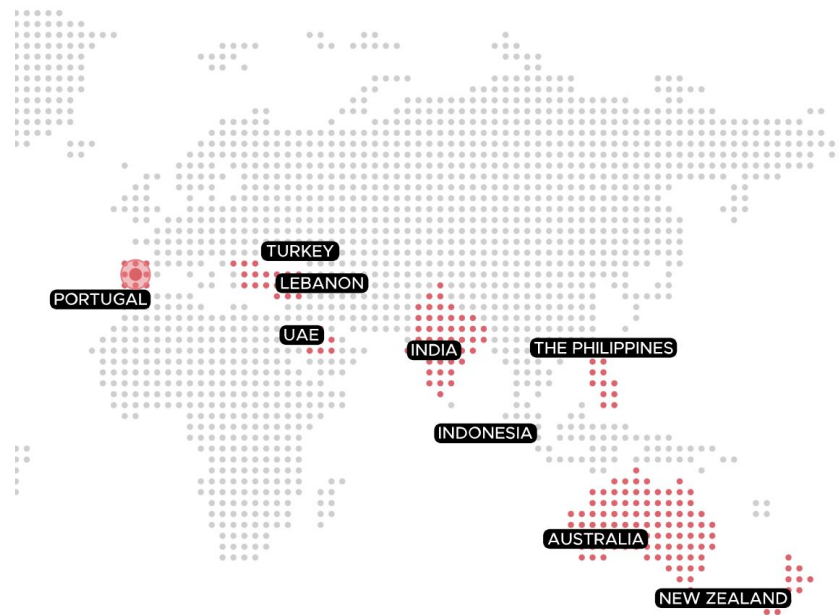 TURKEY
LEBANON
PORTUGAL
UAE
INDIA
THE PHILIPPINES
INDONESIA
AUSTRALIA
NEW ZEALAND